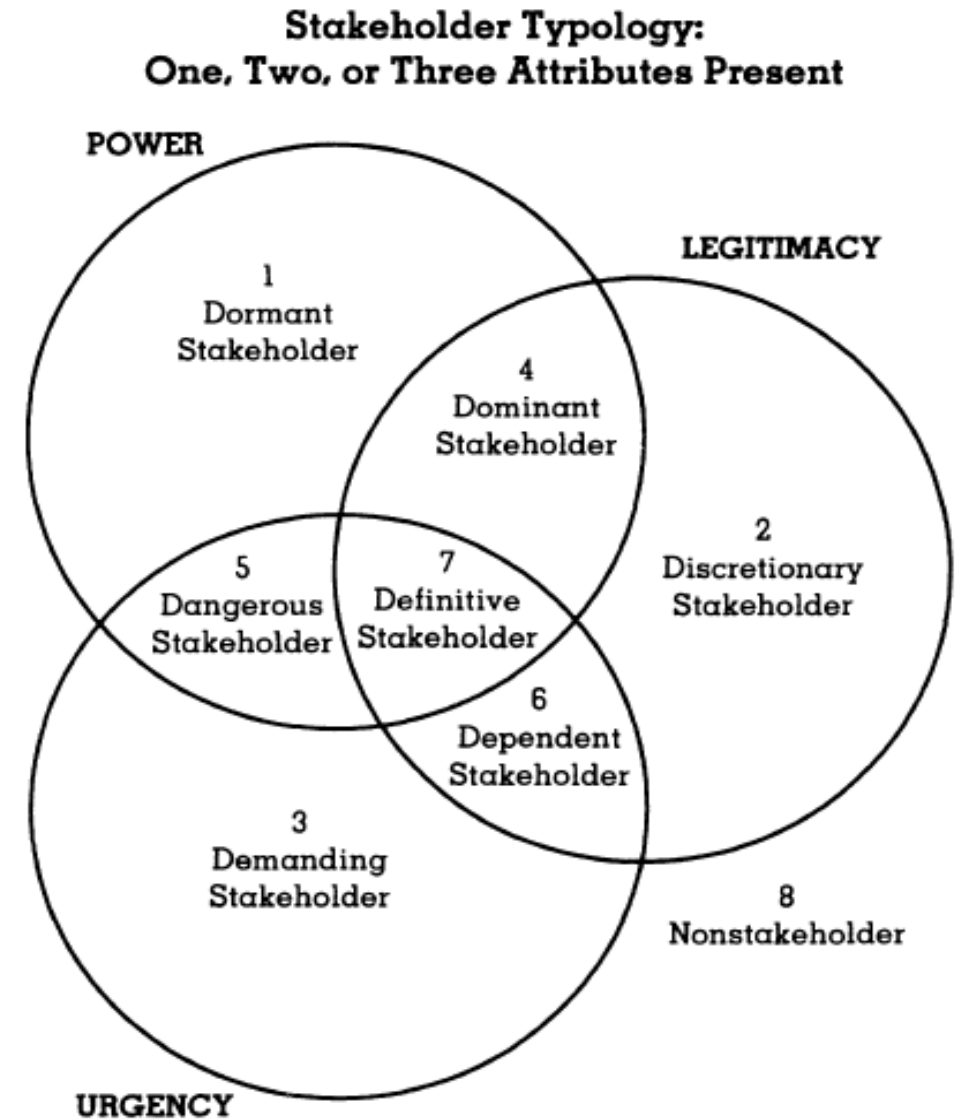 Stakeholder Typology:
One, Two, or Three Attributes Present
POWER
LEGITIMACY
1
Dormant
Stakeholder
4
Dominant
Stakeholder
2
Discretionary
Stakeholder
5
Dangerous
Stakeholder
7
Definitive
Stakeholder
6
Dependent
Stakeholder
3
Demanding
Stakeholder
8
Nonstakeholder
URGENCY